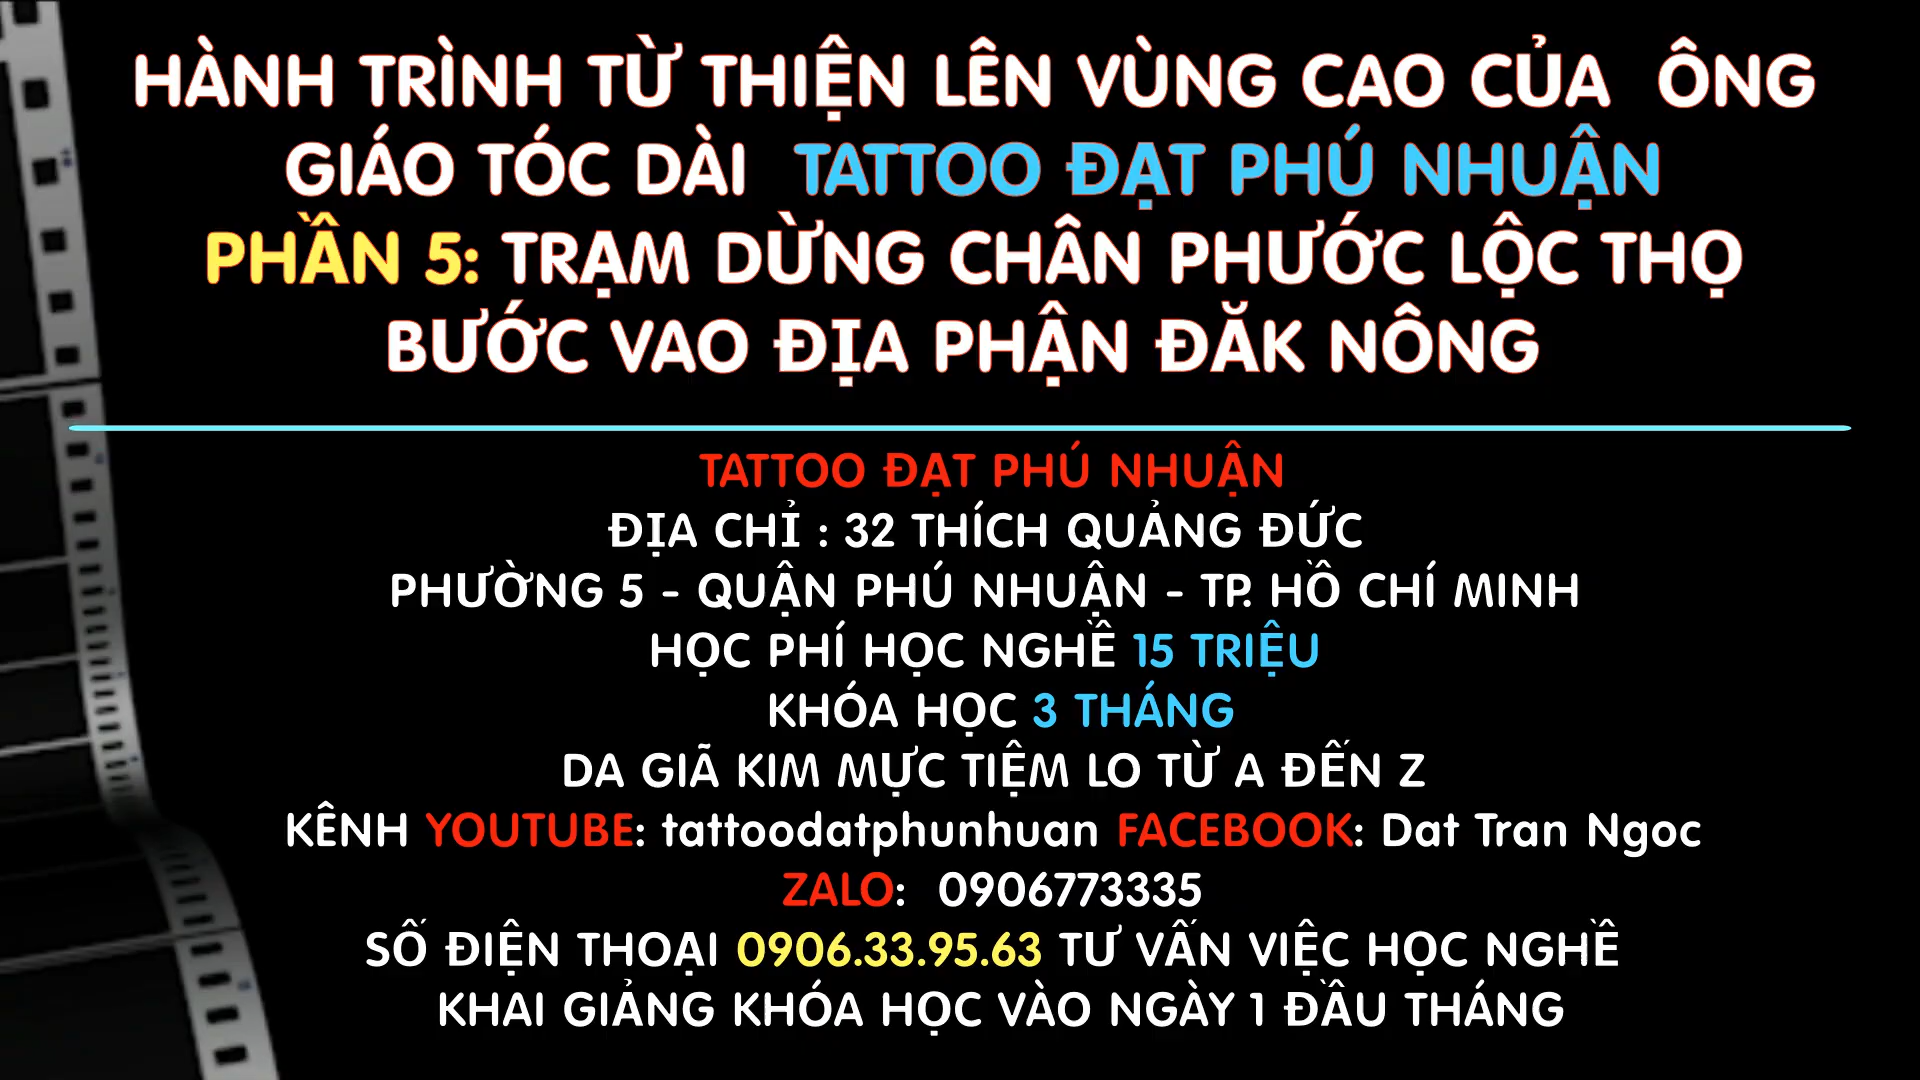 HÀNH TRÌNH TỪ THIỆN LÊN VÙNG CAO CỦA ÔNG
GIÁO TÓC DÀI TATTOO ĐẠT PHÚ NHUẬN
PHẦN 5: TRẠM DỪNG CHÂN PHƯỚC LỘC THỌ
BƯỚC VAO ĐỊA PHẬN ĐĂK NÔNG
TATTOO ĐẠT PHÚ NHUẬN
ĐỊA CHỈ : 32 THÍCH QUẢNG ĐỨC
PHƯỜNG 5 - QUẬN PHÚ NHUẬN - TP. HỒ CHÍ MINH
HỌC PHÍ HỌC NGHỀ 15 TRIỆU
KHÓA HỌC 3 THÁNG
DA GIÃ KIM MỰC TIỆM LO TỪ A ĐẾN Z
KÊNH YOUTUBE: tattoodatphunhuan FACEBOOK: Dat Tran Ngoc
ZALO: 0906773335
SỐ ĐIỆN THOẠI 0906.33.95.63 TƯ VẤN VIỆC HỌC NGHỀ
KHAI GIẢNG KHÓA HỌC VÀO NGÀY 1 ĐẦU THÁNG